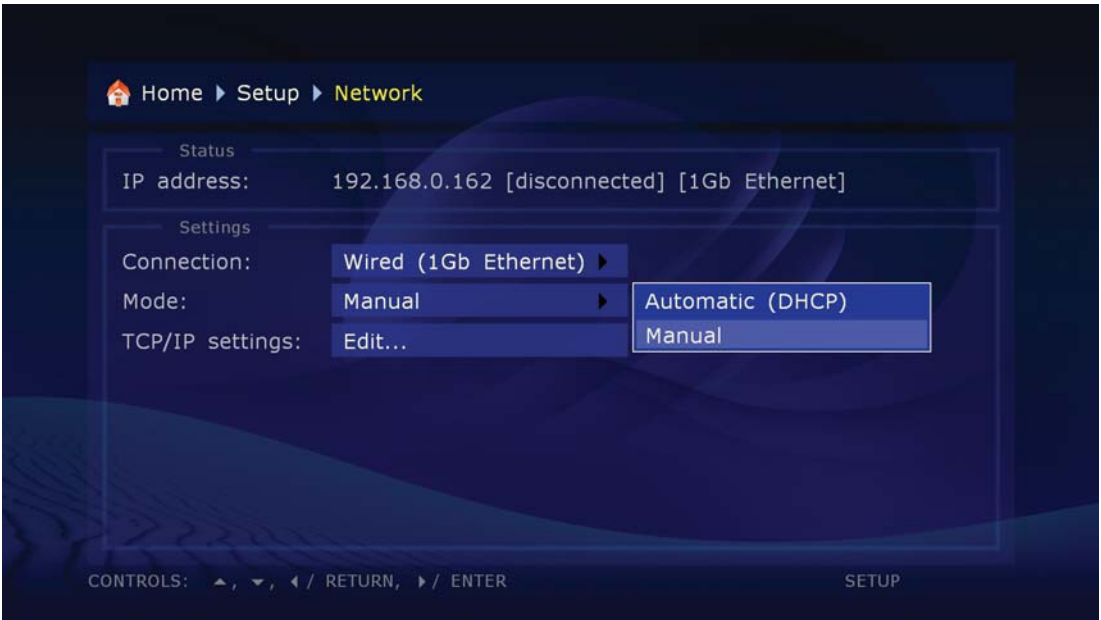 Home Setup Network
Status
IP address: 192.168.0.162 [disconnected] [1Gb Ethernet]
Settings
Connection: Wired (1Gb Ethernet)
Mode: Manual
Automatic (DHCP)
Manual
TCP/IP settings: Edit...
CONTROLS: ▲, ▼, ◀ / RETURN, ▶ / ENTER SETUP